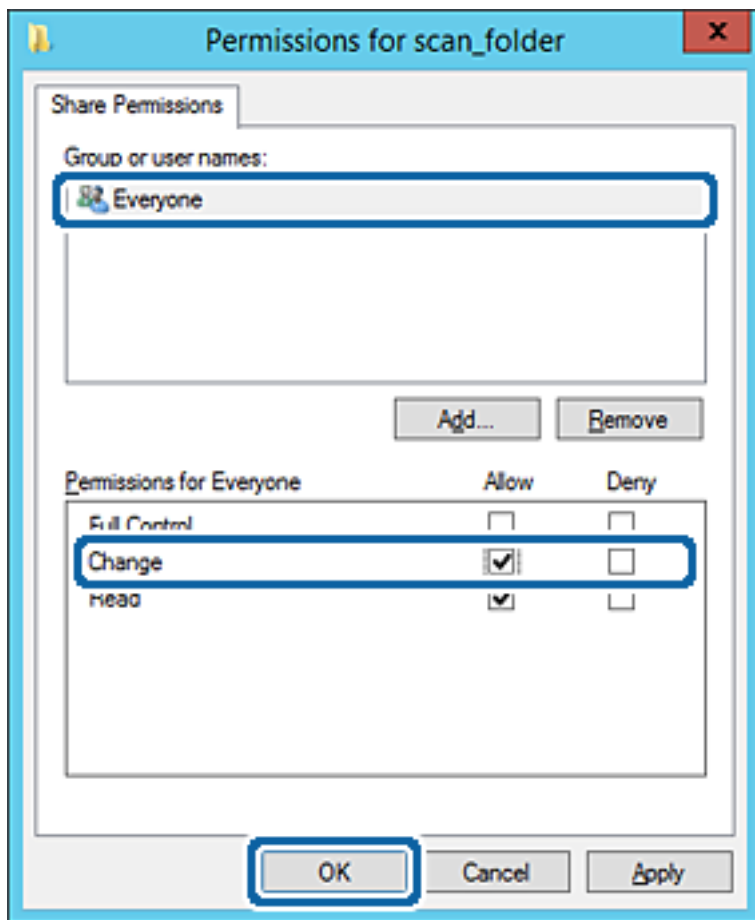 Permissions for scan_folder
x
Share Permissions
Group or user names:
Everyone
Add...
Remove
Permissions for Everyone Allow Deny
Full Control
Change
Read
OK
Cancel
Apply